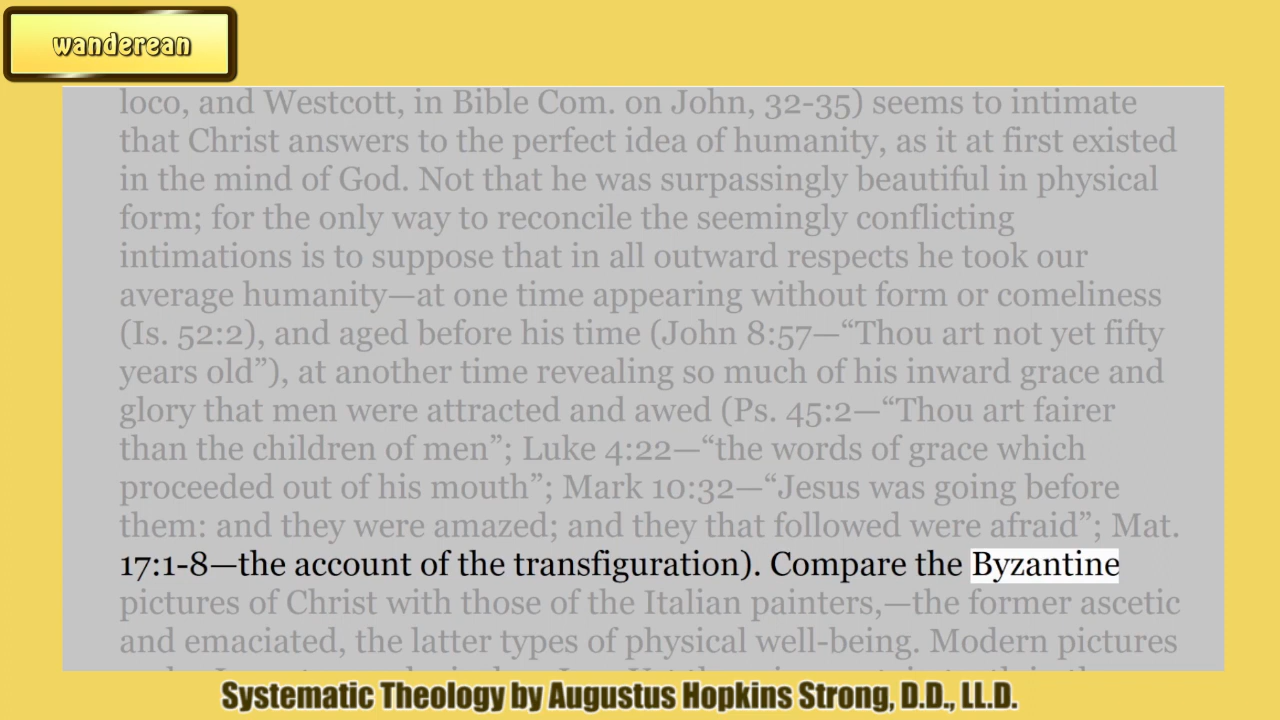 wanderean
loco, and Westcott, in Bible Com. on John, 32-35) seems to intimate
that Christ answers to the perfect idea of humanity, as it at first existed
in the mind of God. Not that he was surpassingly beautiful in physical
form; for the only way to reconcile the seemingly conflicting
intimations is to suppose that in all outward respects he took our
average humanity—at one time appearing without form or comeliness
(Is. 52:2), and aged before his time (John 8:57—“Thou art not yet fifty
years old”), at another time revealing so much of his inward grace and
glory that men were attracted and awed (Ps. 45:2—“Thou art fairer
than the children of men”; Luke 4:22—“the words of grace which
proceeded out of his mouth”; Mark 10:32—“Jesus was going before
them: and they were amazed; and they that followed were afraid”; Mat.
17:1-8—the account of the transfiguration). Compare the Byzantine
pictures of Christ with those of the Italian painters,—the former ascetic
and emaciated, the latter types of physical well-being. Modern pictures
Systematic Theology by Augustus Hopkins Strong, D.D., LL.D.